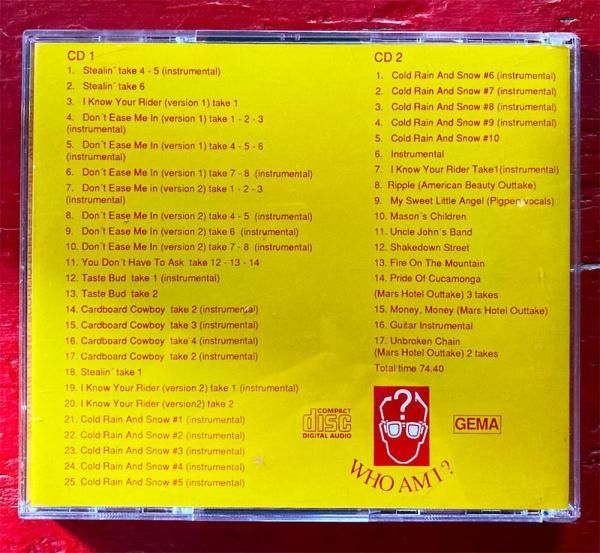 CD 1
1. Stealin´ take 4 - 5 (instrumental)
2. Stealin´ take 6
3. I Know Your Rider (version 1) take 1
4. Don´t Ease Me In (version 1) take 1 - 2 - 3
(instrumental)
5. Don´t Ease Me In (version 1) take 4 - 5 - 6
(instrumental)
6. Don´t Ease Me In (version 1) take 7 - 8 (instrumental)
7. Don´t Ease Me in (version 2) take 1 - 2 - 3
(instrumental)
8. Don´t Ease Me In (version 2) take 4 - 5 (instrumental)
9. Don´t Ease Me In (version 2) take 6 (instrumental)
10. Don´t Ease Me In (version 2) take 7 - 8 (instrumental)
11. You Don´t Have To Ask take 12 - 13 - 14
12. Taste Bud take 1 (instrumental)
13. Taste Bud take 2
14. Cardboard Cowboy take 2 (instrumental)
15. Cardboard Cowboy take 3 (instrumental)
16. Cardboard Cowboy take 4 (instrumental)
17. Cardboard Cowboy take 2 (instrumental)
18. Stealin´ take 1
19. I Know Your Rider (version 2) take 1 (instrumental)
20. I Know Your Rider (version2) take 2
21. Cold Rain And Snow #1 (instrumental)
22. Cold Rain And Snow #2 (instrumental)
23. Cold Rain And Snow #3 (instrumental)
24. Cold Rain And Snow #4 (instrumental)
25. Cold Rain And Snow #5 (instrumental)
CD 2
1. Cold Rain And Snow #6 (instrumental)
2. Cold Rain And Snow #7 (instrumental)
3. Cold Rain And Snow #8 (instrumental)
4. Cold Rain And Snow #9 (instrumental)
5. Cold Rain And Snow #10
6. Instrumental
7. I Know Your Rider Take1(instrumental)
8. Ripple (American Beauty Outtake)
9. My Sweet Little Angel (Pigpen vocals)
10. Mason´s Children
11. Uncle John´s Band
12. Shakedown Street
13. Fire On The Mountain
14. Pride Of Cucamonga
(Mars Hotel Outtake) 3 takes
15. Money, Money (Mars Hotel Outtake)
16. Guitar Instrumental
17. Unbroken Chain
(Mars Hotel Outtake) 2 takes
Total time 74.40
COMPACT
disc
DIGITAL AUDIO
?
WHO AM I ?
GEMA